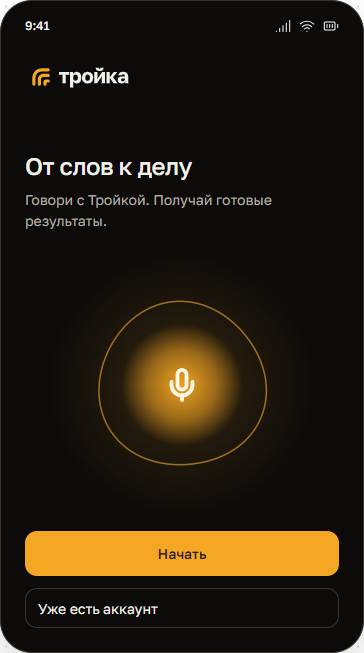 9:41
тройка
От слов к делу
Говори с Тройкой. Получай готовые
результаты.
Начать
Уже есть аккаунт